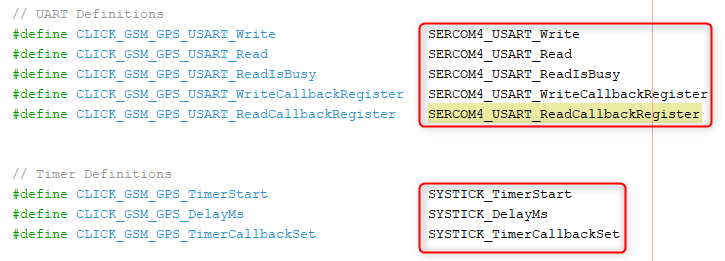 // UART Definitions
#define CLICK_GSM_GPS_USART_Write SERCOM4_USART_Write
#define CLICK_GSM_GPS_USART_Read SERCOM4_USART_Read
#define CLICK_GSM_GPS_USART_ReadIsBusy SERCOM4_USART_ReadIsBusy
#define CLICK_GSM_GPS_USART_WriteCallbackRegister SERCOM4_USART_WriteCallbackRegister
#define CLICK_GSM_GPS_USART_ReadCallbackRegister SERCOM4_USART_ReadCallbackRegister
// Timer Definitions
#define CLICK_GSM_GPS_TimerStart SYSTICK_TimerStart
#define CLICK_GSM_GPS_DelayMs SYSTICK_DelayMs
#define CLICK_GSM_GPS_TimerCallbackSet SYSTICK_TimerCallbackSet